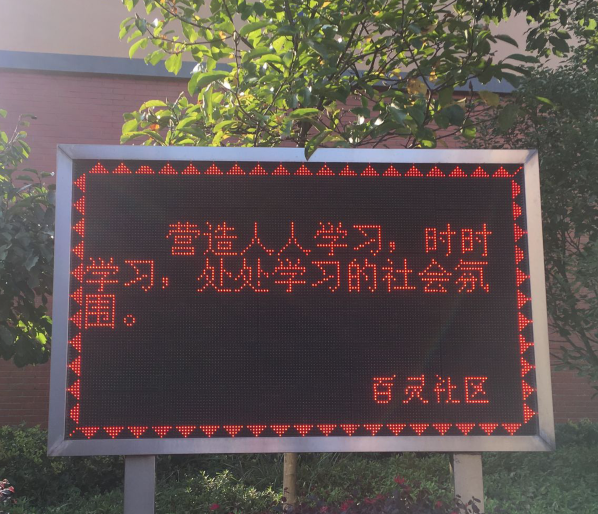 营造人人学习，时时
学习，处处学习的社会氛
围。
百灵社区